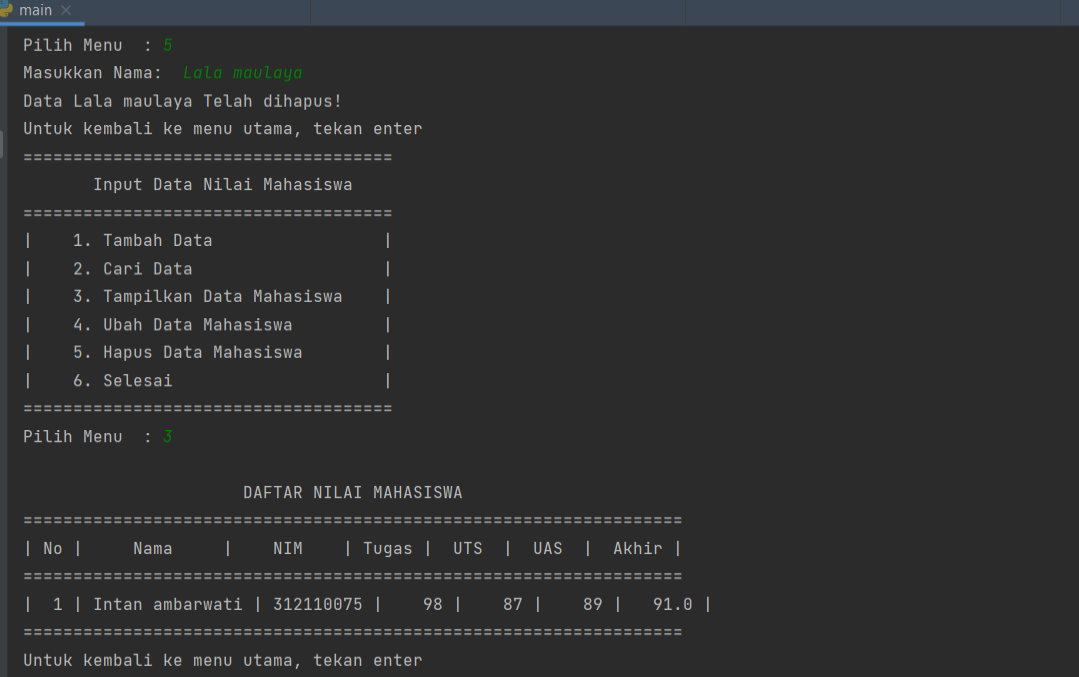 main
Pilih Menu  : 5
Masukkan Nama:  Lala maulaya
Data Lala maulaya Telah dihapus!
Untuk kembali ke menu utama, tekan enter
=====================================
       Input Data Nilai Mahasiswa
=====================================
|    1. Tambah Data                 |
|    2. Cari Data                   |
|    3. Tampilkan Data Mahasiswa    |
|    4. Ubah Data Mahasiswa         |
|    5. Hapus Data Mahasiswa        |
|    6. Selesai                     |
=====================================
Pilih Menu  : 3
                      DAFTAR NILAI MAHASISWA
==================================================================
| No |     Nama     |    NIM    | Tugas |  UTS  |  UAS  |  Akhir |
==================================================================
|  1 | Intan ambarwati | 312110075 |    98 |    87 |    89 |   91.0 |
==================================================================
Untuk kembali ke menu utama, tekan enter